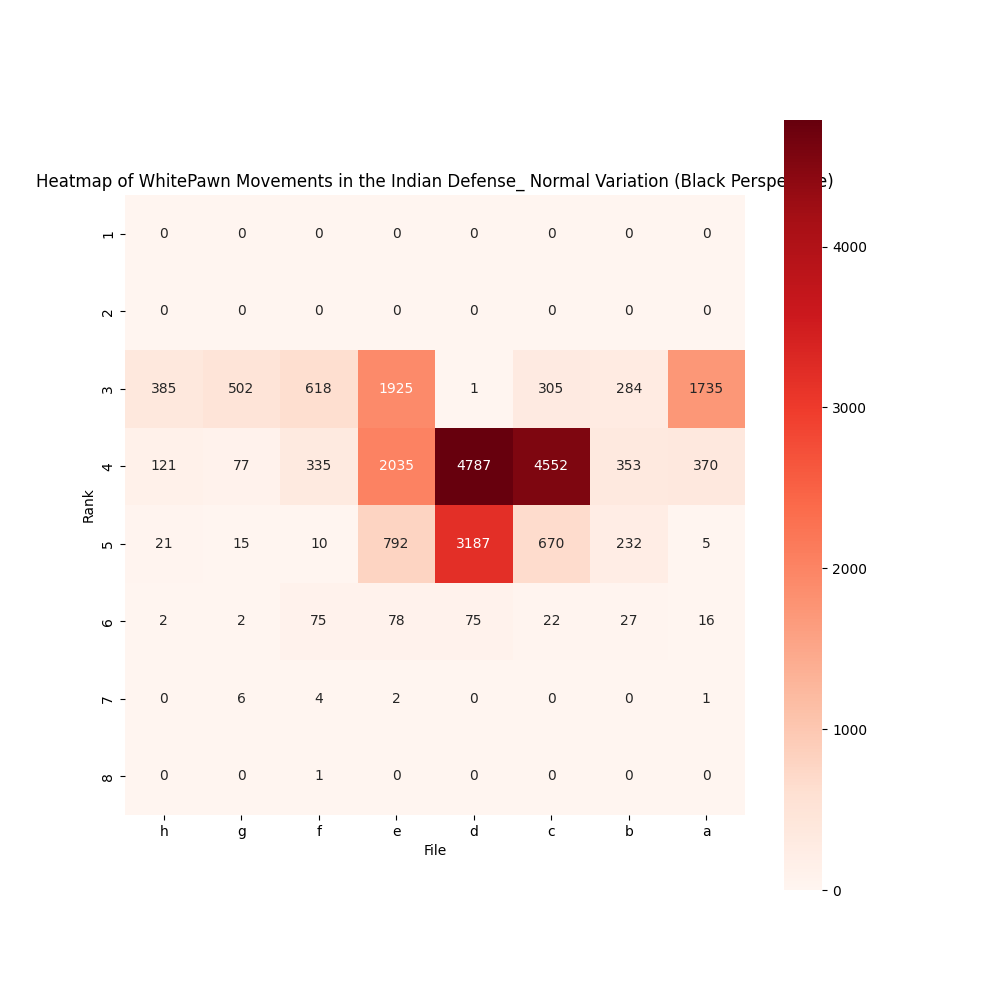 Heatmap of WhitePawn Movements in the Indian Defense_ Normal Variation (Black Perspe e)
1 0 0 0 0 0 0 0 0
2 0 0 0 0 0 0 0 0
3 385 502 618 1925 1 305 284 1735
4 121 77 335 2035 4787 4552 353 370
5 21 15 10 792 3187 670 232 5
6 2 2 75 78 75 22 27 16
7 0 6 4 2 0 0 0 1
8 0 0 1 0 0 0 0 0
h g f e d c b a
File
Rank
4000
3000
2000
1000
0